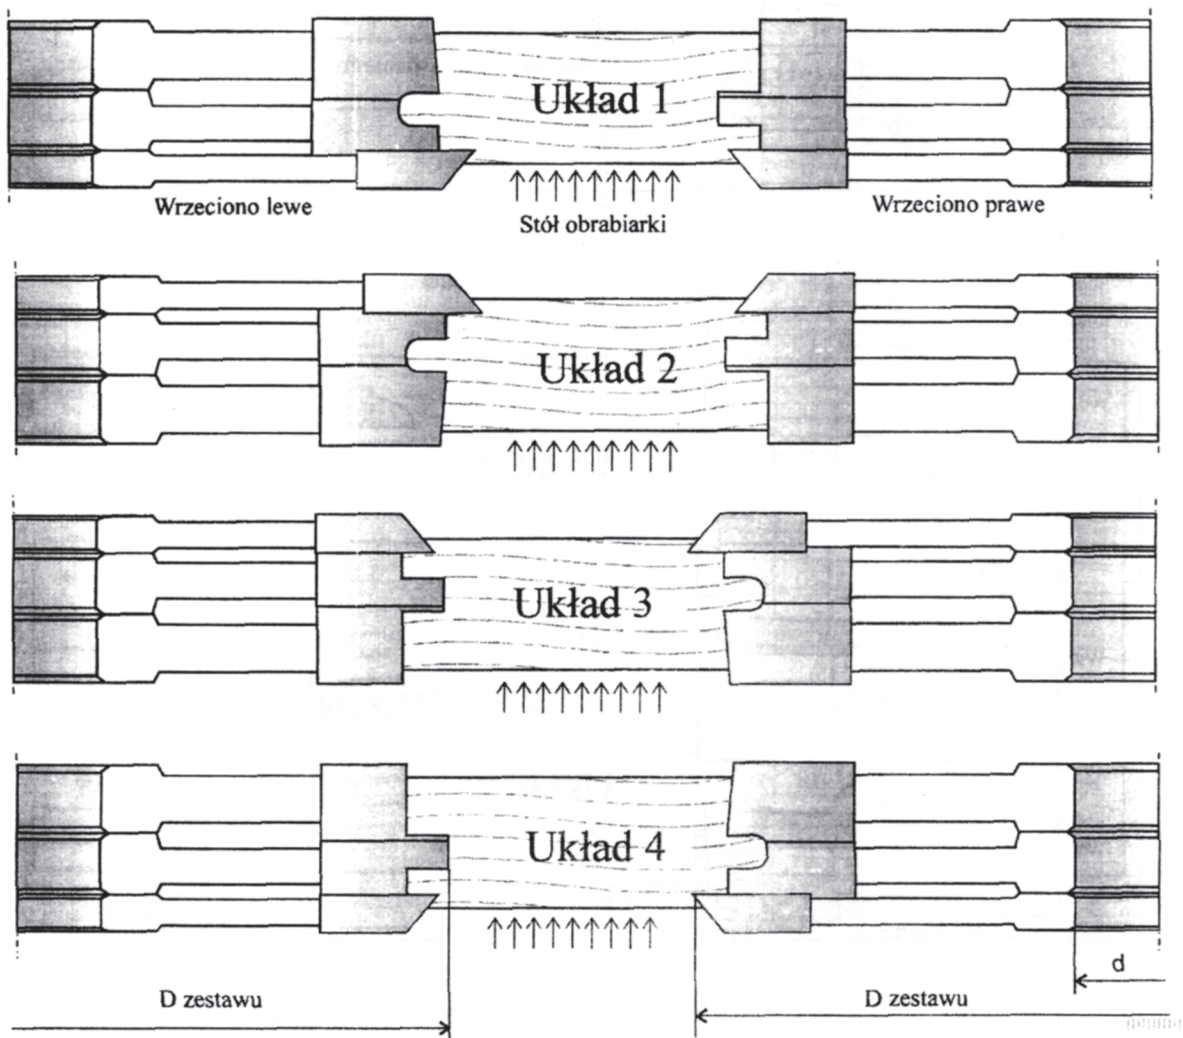 Układ 1
Wrzeciono lewe
Stół obrabiarki
Wrzeciono prawe
Układ 2
Układ 3
Układ 4
d
D zestawu
D zestawu